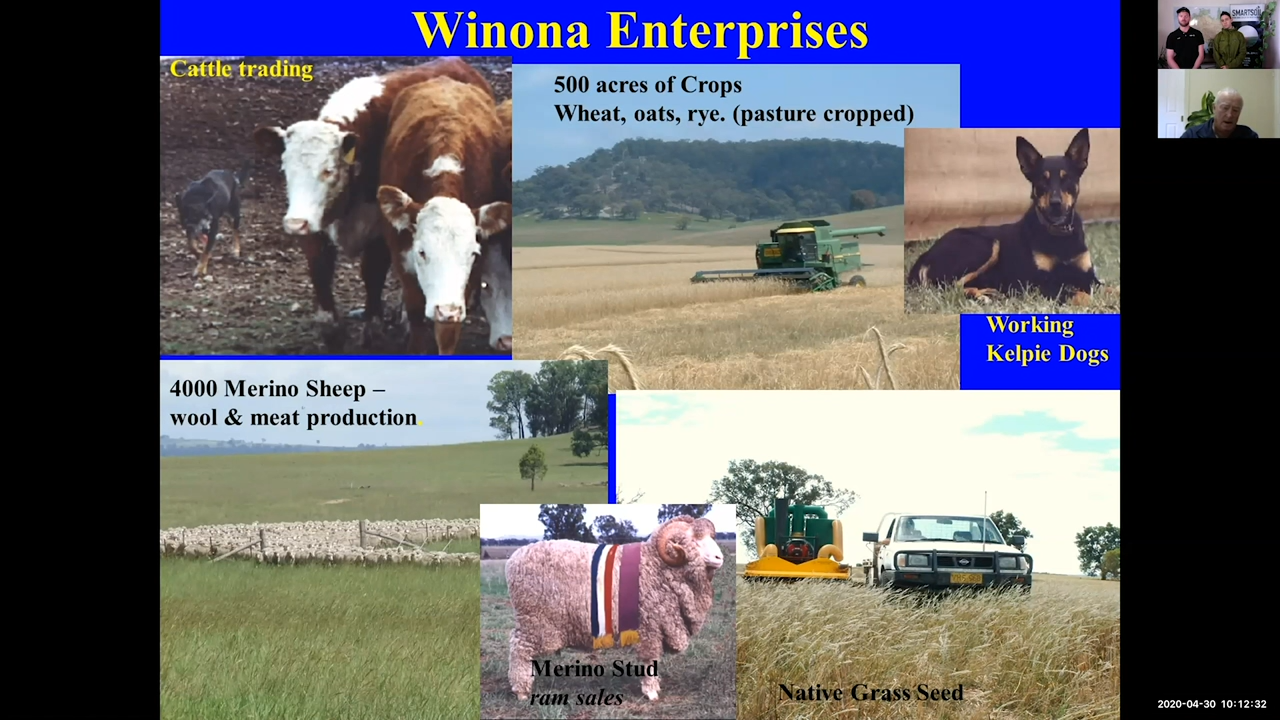 Winona Enterprises
Cattle trading
500 acres of Crops
Wheat, oats, rye. (pasture cropped)
Working
Kelpie Dogs
4000 Merino Sheep –
wool & meat production.
Merino Stud
ram sales
Native Grass Seed
SMARTSOIL
2020-04-30 10:12:32